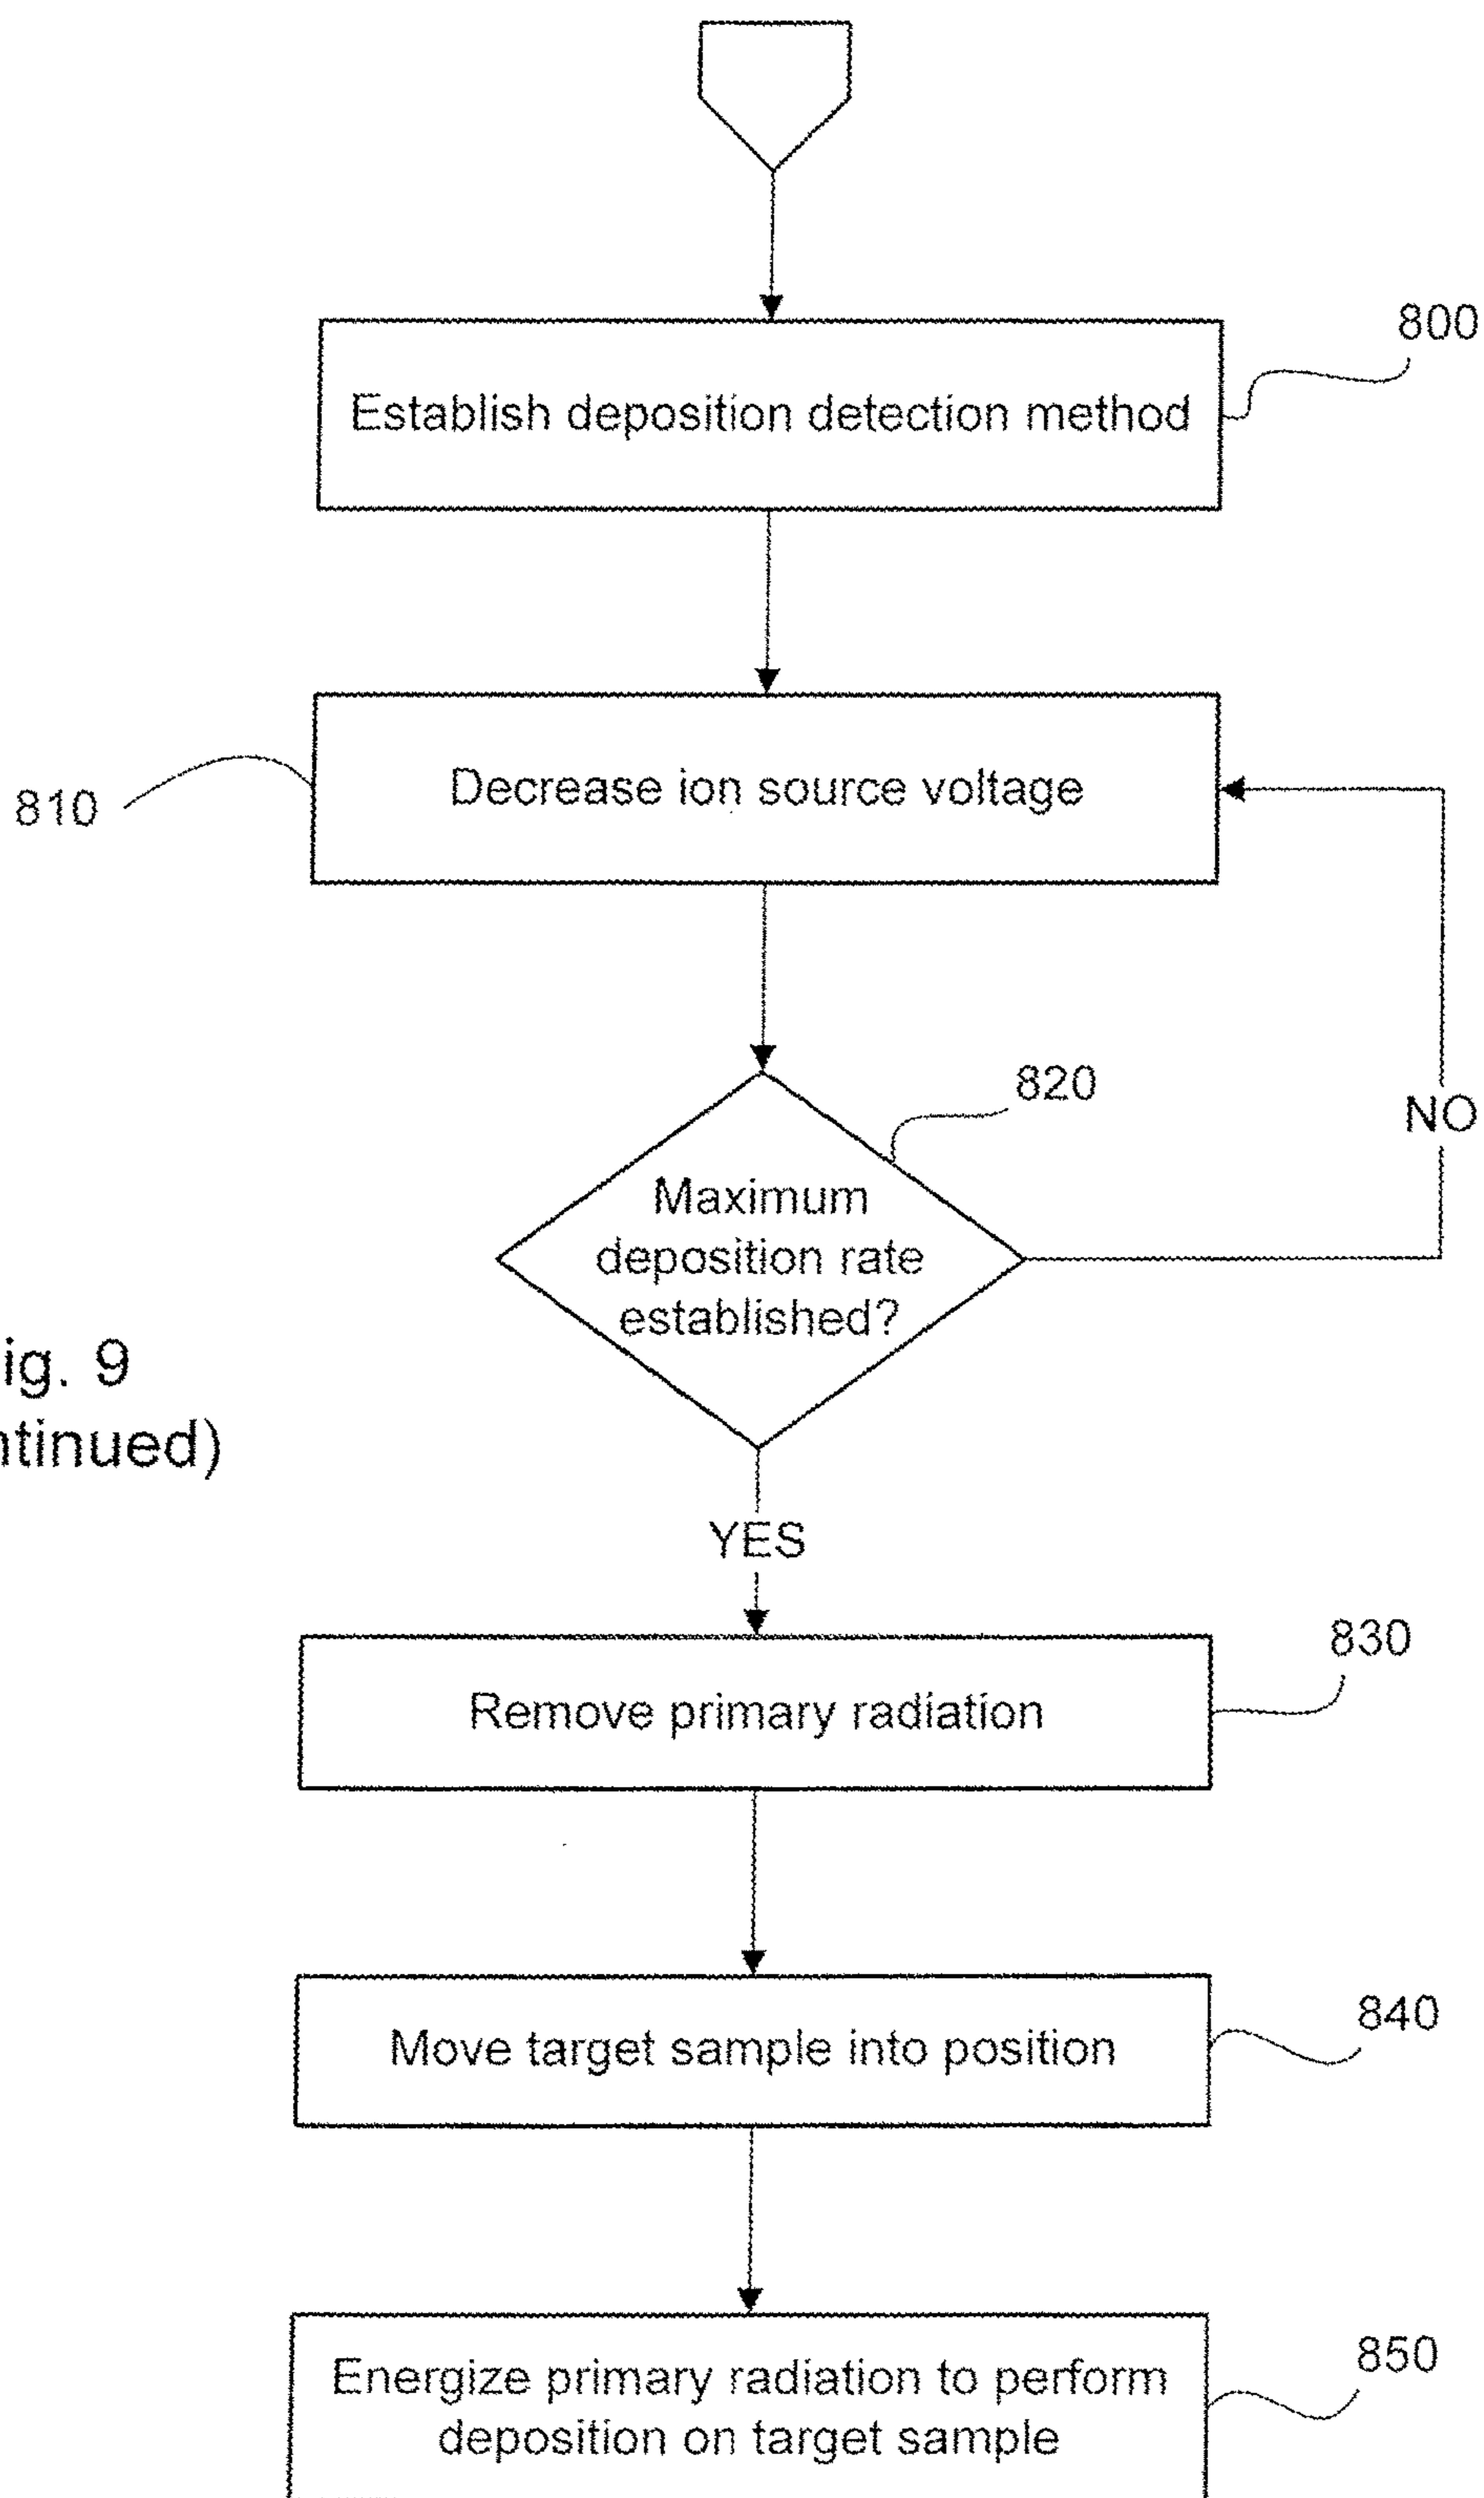 800
Establish deposition detection method
Decrease ion source voltage
810
820
NO
Maximum
deposition rate
established?
ig. 9
ntinued)
YES
830
Remove primary radiation
840
Move target sample into position
850
Energize primary radiation to perform
deposition on target sample